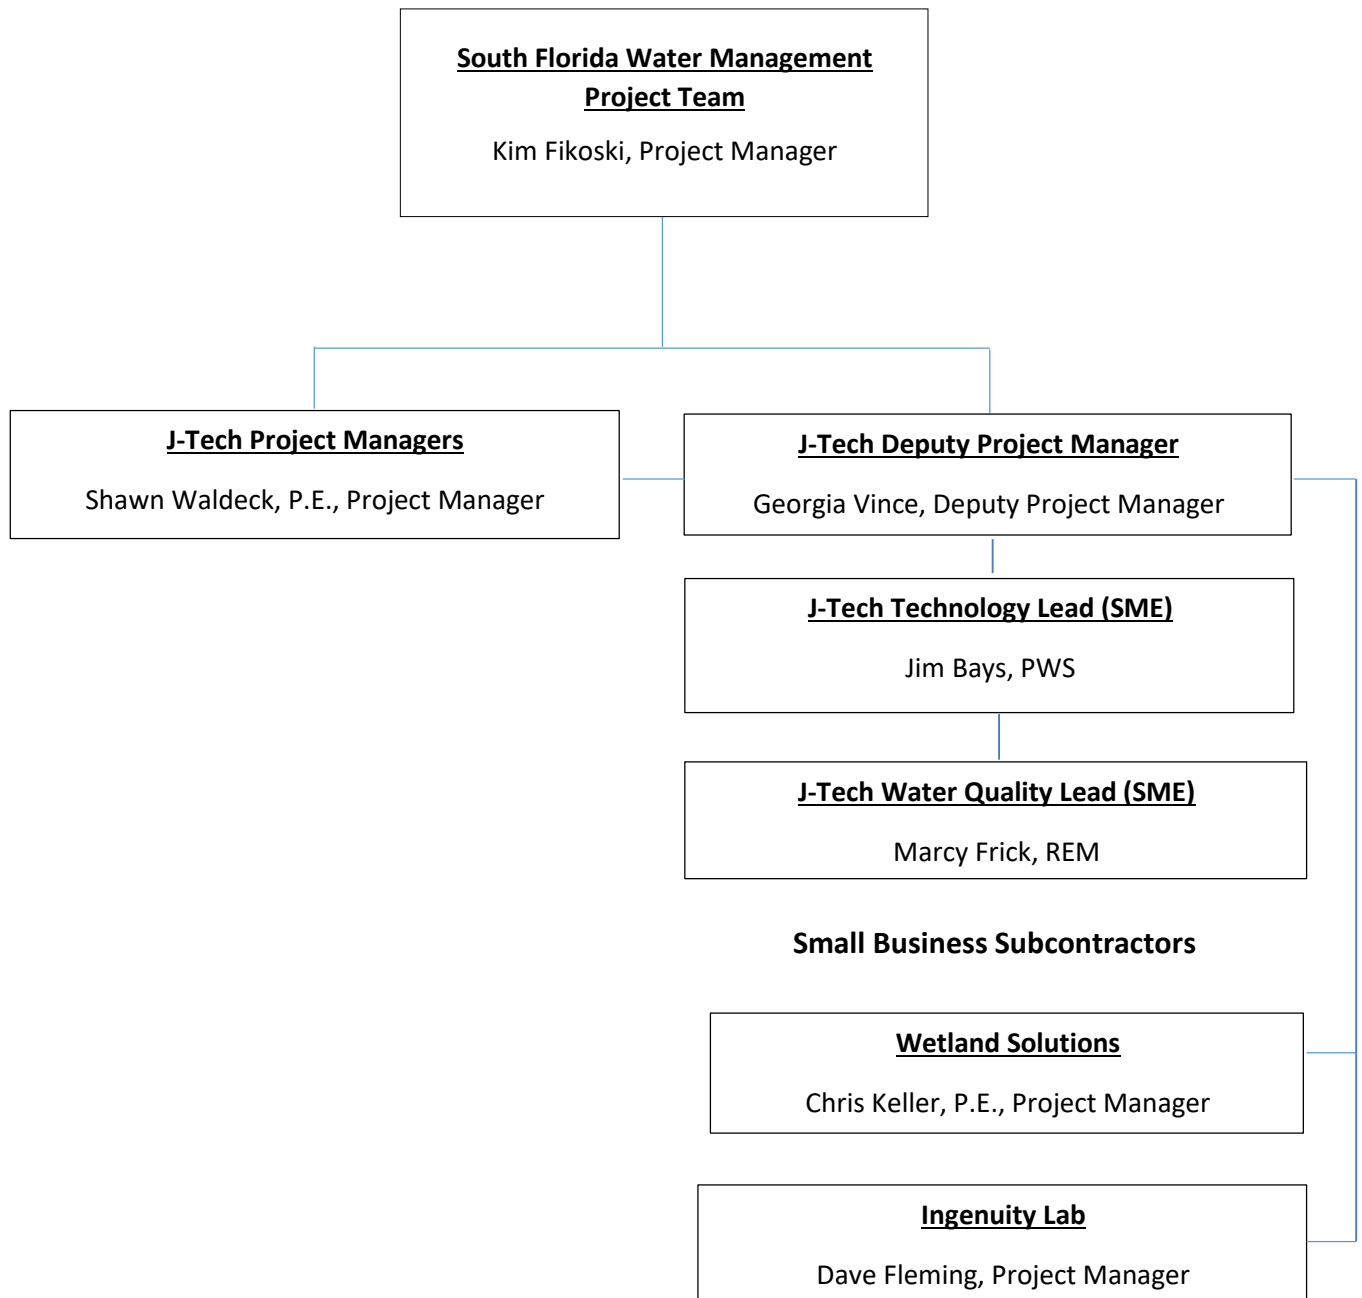 South Florida Water Management
Project Team
Kim Fikoski, Project Manager
J-Tech Project Managers
Shawn Waldeck, P.E., Project Manager
J-Tech Deputy Project Manager
Georgia Vince, Deputy Project Manager
J-Tech Technology Lead (SME)
Jim Bays, PWS
J-Tech Water Quality Lead (SME)
Marcy Frick, REM
Small Business Subcontractors
Wetland Solutions
Chris Keller, P.E., Project Manager
Ingenuity Lab
Dave Fleming, Project Manager